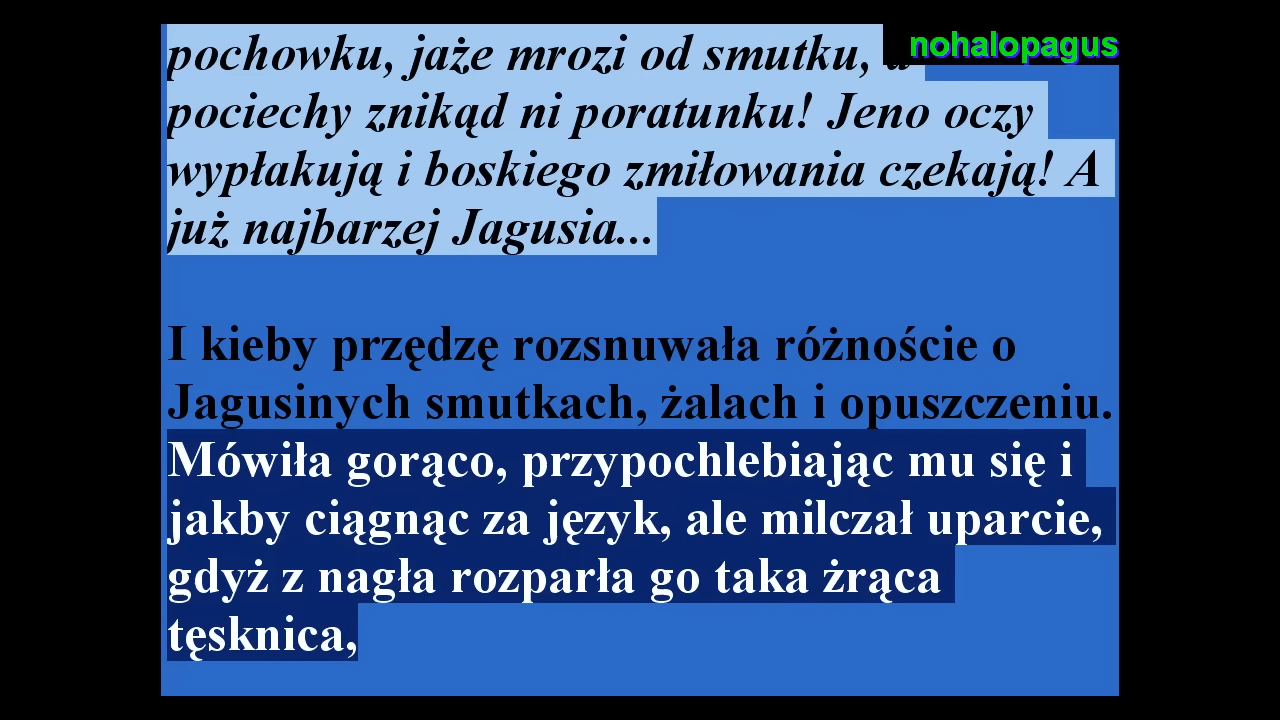 nohalopagus
pochowku, jaże mrozi od smutku, a
pociechy znikąd ni poratunku! Jeno oczy
wypłakują i boskiego zmiłowania czekają! A
już najbarzej Jagusia...
I kieby przędzę rozsnuwała różnoście o
Jagusinych smutkach, żalach i opuszczeniu.
Mówiła gorąco, przypochlebiając mu się i
jakby ciągnąc za język, ale milczał uparcie,
gdyż z nagła rozparła go taka żrąca
tęsknica,